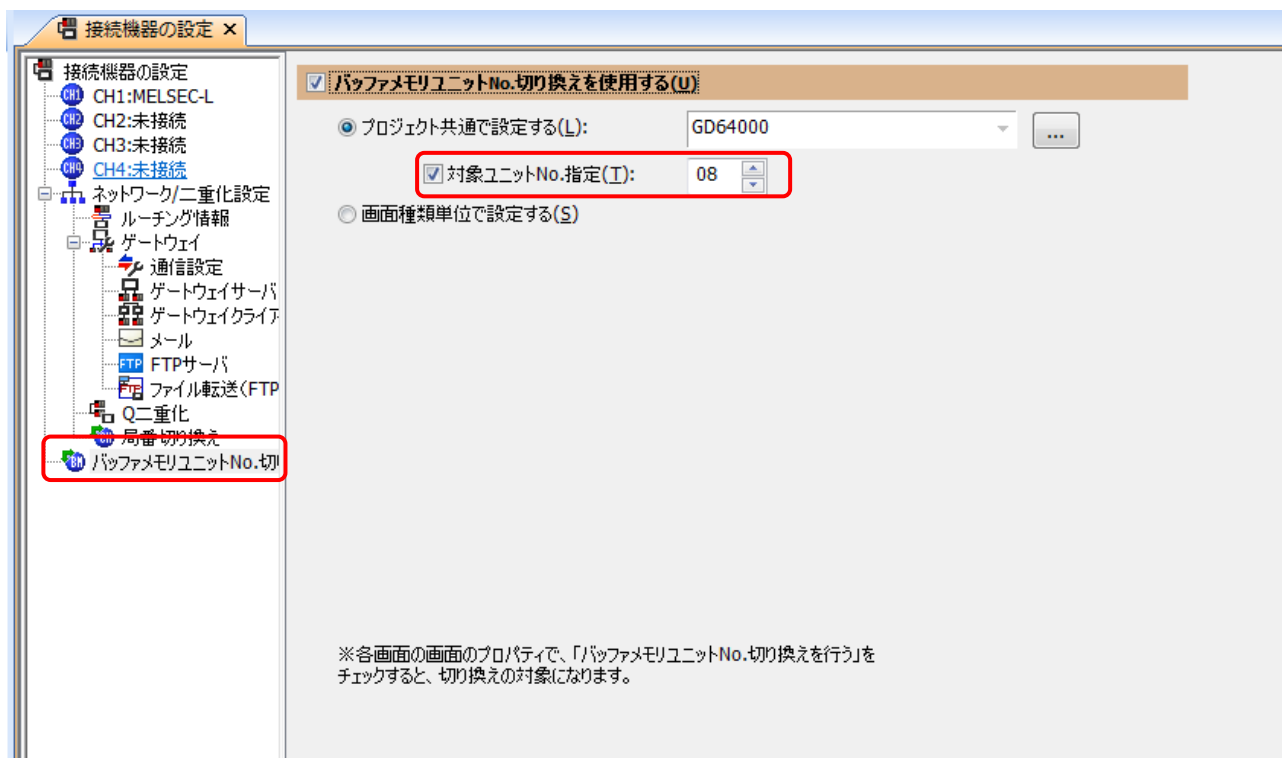 接続機器の設定 ×
接続機器の設定
CH1 CH1:MELSEC-L
CH2 CH2:未接続
CH3 CH3:未接続
CH4 CH4:未接続
ネットワーク/二重化設定
ルーチング情報
ゲートウェイ
通信設定
ゲートウェイサーバ
ゲートウェイクライア
メール
FTP FTPサーバ
ファイル転送(FTP
Q二重化
局番切り換え
BM バッファメモリユニットNo.切
バッファメモリユニットNo.切り換えを使用する(U)
プロジェクト共通で設定する(L): GD64000 ...
対象ユニットNo.指定(T): 08
画面種類単位で設定する(S)
※各画面の画面のプロパティで、「バッファメモリユニットNo.切り換えを行う」を
チェックすると、切り換えの対象になります。